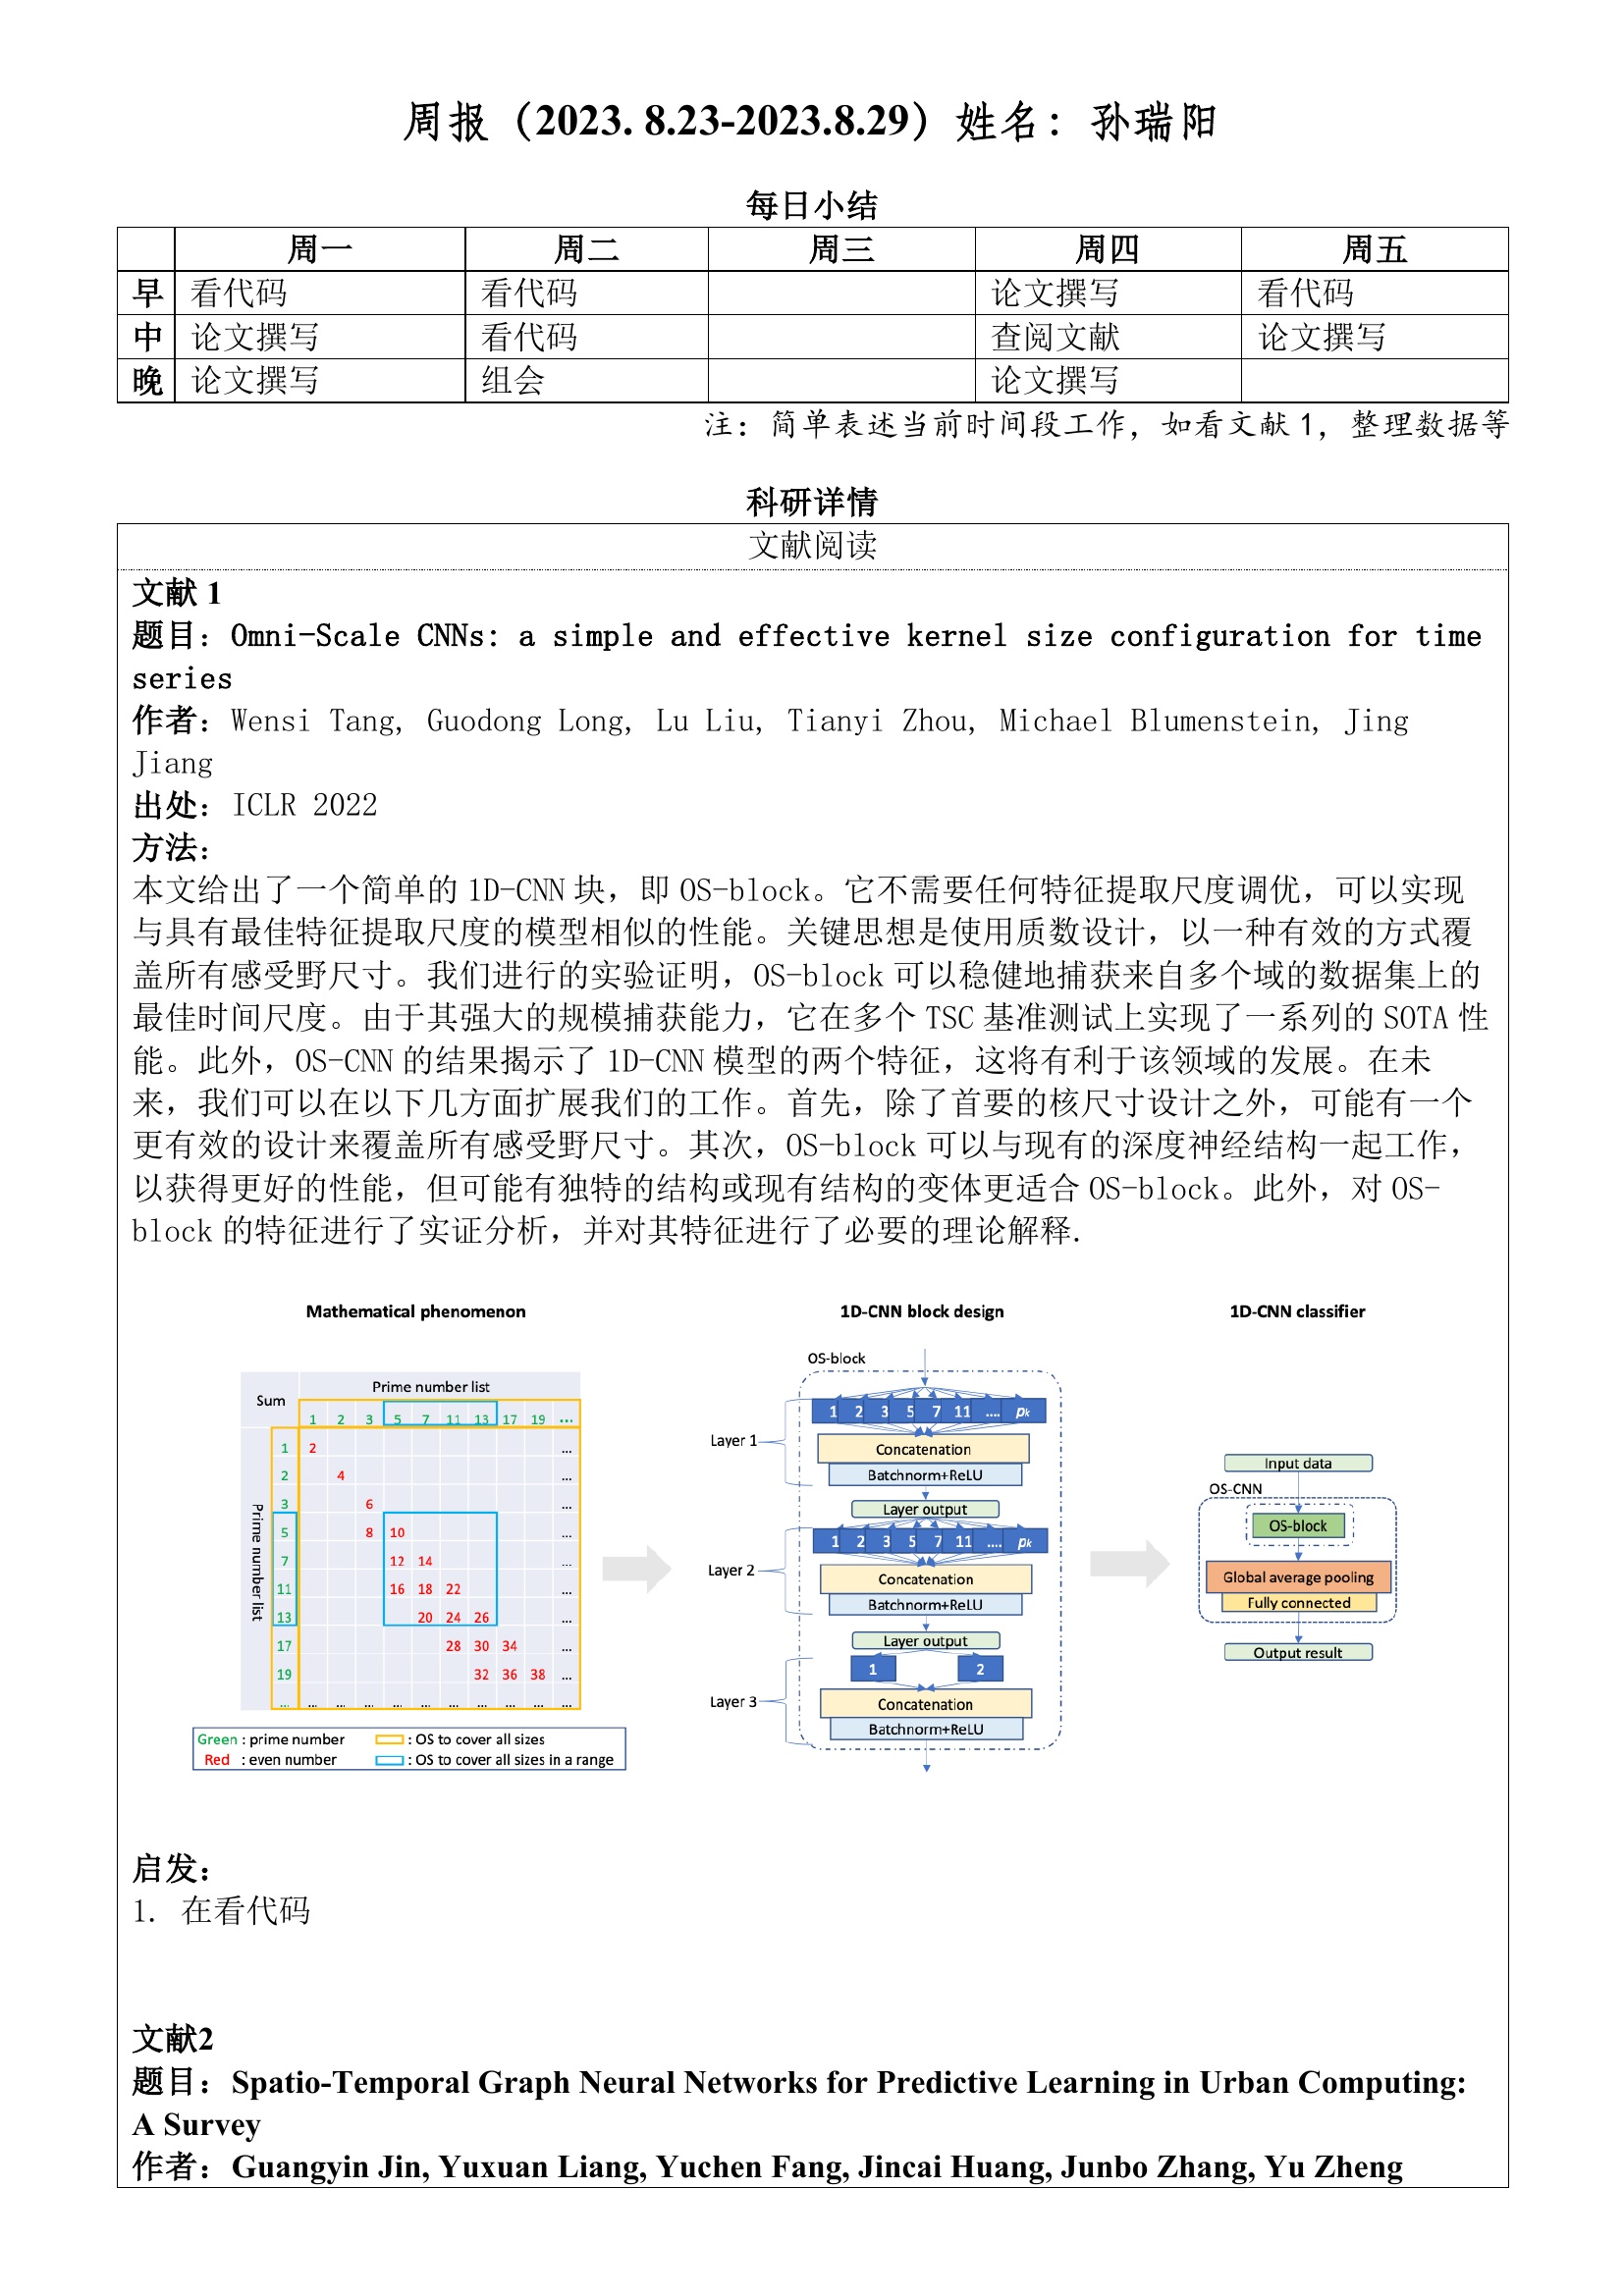 周报（2023. 8.23-2023.8.29）姓名：孙瑞阳
每日小结
周一 周二 周三 周四 周五
早 看代码 看代码 论文撰写 看代码
中 论文撰写 看代码 查阅文献 论文撰写
晚 论文撰写 组会 论文撰写
注：简单表述当前时间段工作，如看文献 1，整理数据等
科研详情
文献阅读
文献 1
题目：Omni-Scale CNNs: a simple and effective kernel size configuration for time
series
作者：Wensi Tang, Guodong Long, Lu Liu, Tianyi Zhou, Michael Blumenstein, Jing
Jiang
出处：ICLR 2022
方法：
本文给出了一个简单的 1D-CNN 块，即 OS-block。它不需要任何特征提取尺度调优，可以实现
与具有最佳特征提取尺度的模型相似的性能。关键思想是使用质数设计，以一种有效的方式覆
盖所有感受野尺寸。我们进行的实验证明，OS-block 可以稳健地捕获来自多个域的数据集上的
最佳时间尺度。由于其强大的规模捕获能力，它在多个 TSC 基准测试上实现了一系列的 SOTA 性
能。此外，OS-CNN 的结果揭示了 1D-CNN 模型的两个特征，这将有利于该领域的发展。在未
来，我们可以在以下几方面扩展我们的工作。首先，除了首要的核尺寸设计之外，可能有一个
更有效的设计来覆盖所有感受野尺寸。其次，OS-block 可以与现有的深度神经结构一起工作，
以获得更好的性能，但可能有独特的结构或现有结构的变体更适合 OS-block。此外，对 OS-
block 的特征进行了实证分析，并对其特征进行了必要的理论解释.
Mathematical phenomenon
Sum
Prime number list
1 2 3 5 7 11 13 17 19 ...
Prime number list
1 2 ...
2 4 ...
3 6 ...
5 8 10 ...
7 12 14 ...
11 16 18 22 ...
13 20 24 26 ...
17 28 30 34 ...
19 32 36 38 ...
... ... ... ... ... ... ... ... ... ... ...
Green : prime number : OS to cover all sizes
Red : even number : OS to cover all sizes in a range
1D-CNN block design
OS-block
Layer 1
1 2 3 5 7 11 .... pk
Concatenation
Batchnorm+ReLU
Layer output
Layer 2
1 2 3 5 7 11 .... pk
Concatenation
Batchnorm+ReLU
Layer output
Layer 3
1 2
Concatenation
Batchnorm+ReLU
1D-CNN classifier
Input data
OS-CNN
OS-block
Global average pooling
Fully connected
Output result
启发：
1. 在看代码
文献2
题目：Spatio-Temporal Graph Neural Networks for Predictive Learning in Urban Computing:
A Survey
作者：Guangyin Jin, Yuxuan Liang, Yuchen Fang, Jincai Huang, Junbo Zhang, Yu Zheng